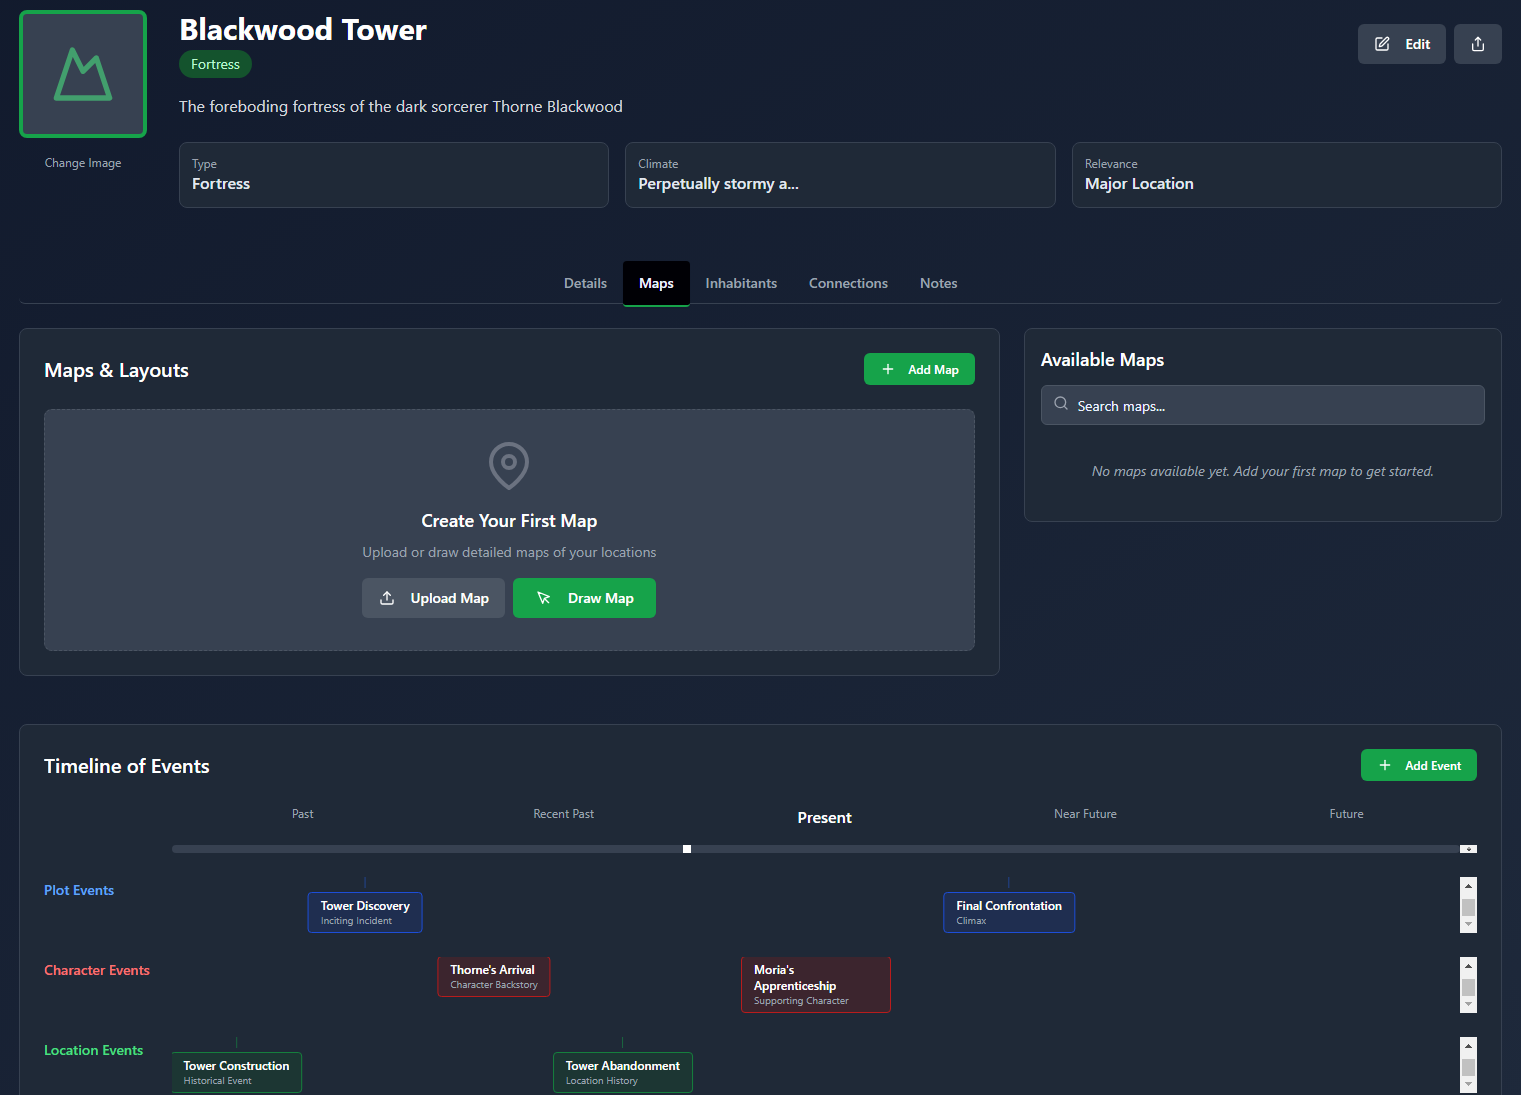 Blackwood Tower
Fortress
The foreboding fortress of the dark sorcerer Thorne Blackwood
Edit
Change Image
Type
Fortress
Climate
Perpetually stormy a...
Relevance
Major Location
Details
Maps
Inhabitants
Connections
Notes
Maps & Layouts
Add Map
Create Your First Map
Upload or draw detailed maps of your locations
Upload Map
Draw Map
Available Maps
Search maps...
No maps available yet. Add your first map to get started.
Timeline of Events
Add Event
Past
Recent Past
Present
Near Future
Future
Plot Events
Tower Discovery
Inciting Incident
Final Confrontation
Climax
Character Events
Thorne's Arrival
Character Backstory
Moria's
Apprenticeship
Supporting Character
Location Events
Tower Construction
Historical Event
Tower Abandonment
Location History